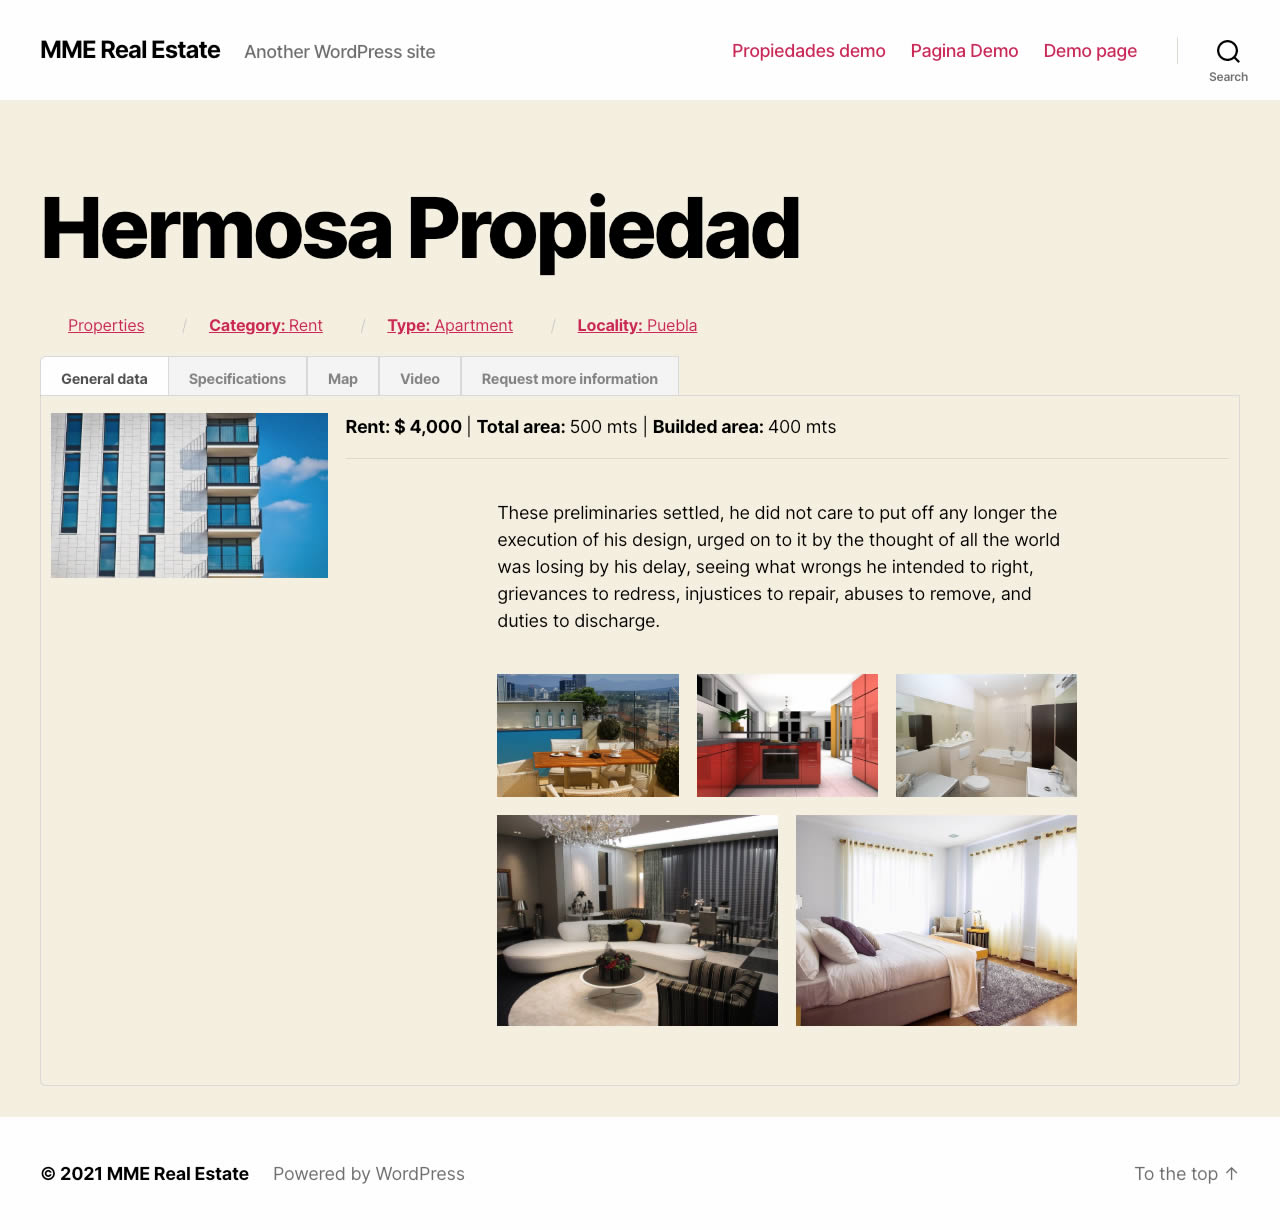 MME Real Estate Another WordPress site Propiedades demo Pagina Demo Demo page
Search
Hermosa Propiedad
Properties / Category: Rent / Type: Apartment / Locality: Puebla
General data Specifications Map Video Request more information
Rent: $ 4,000 | Total area: 500 mts | Builded area: 400 mts
These preliminaries settled, he did not care to put off any longer the
execution of his design, urged on to it by the thought of all the world
was losing by his delay, seeing what wrongs he intended to right,
grievances to redress, injustices to repair, abuses to remove, and
duties to discharge.
© 2021 MME Real Estate Powered by WordPress To the top ↑